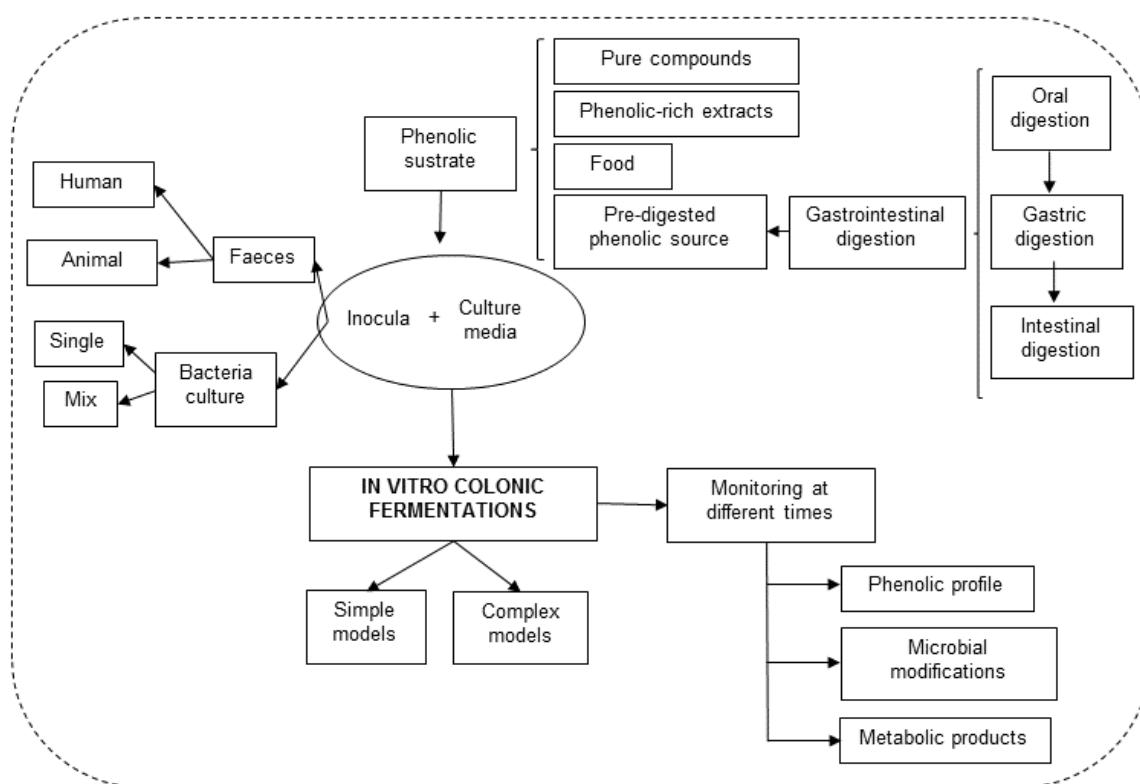 Pure compounds
Phenolic-rich extracts
Food
Pre-digested
phenolic source
Phenolic
sustrate
Gastrointestinal
digestion
Oral
digestion
Gastric
digestion
Intestinal
digestion
Human
Animal
Faeces
Single
Mix
Bacteria
culture
Inocula + Culture
media
IN VITRO COLONIC
FERMENTATIONS
Simple
models
Complex
models
Monitoring at
different times
Phenolic profile
Microbial
modifications
Metabolic products